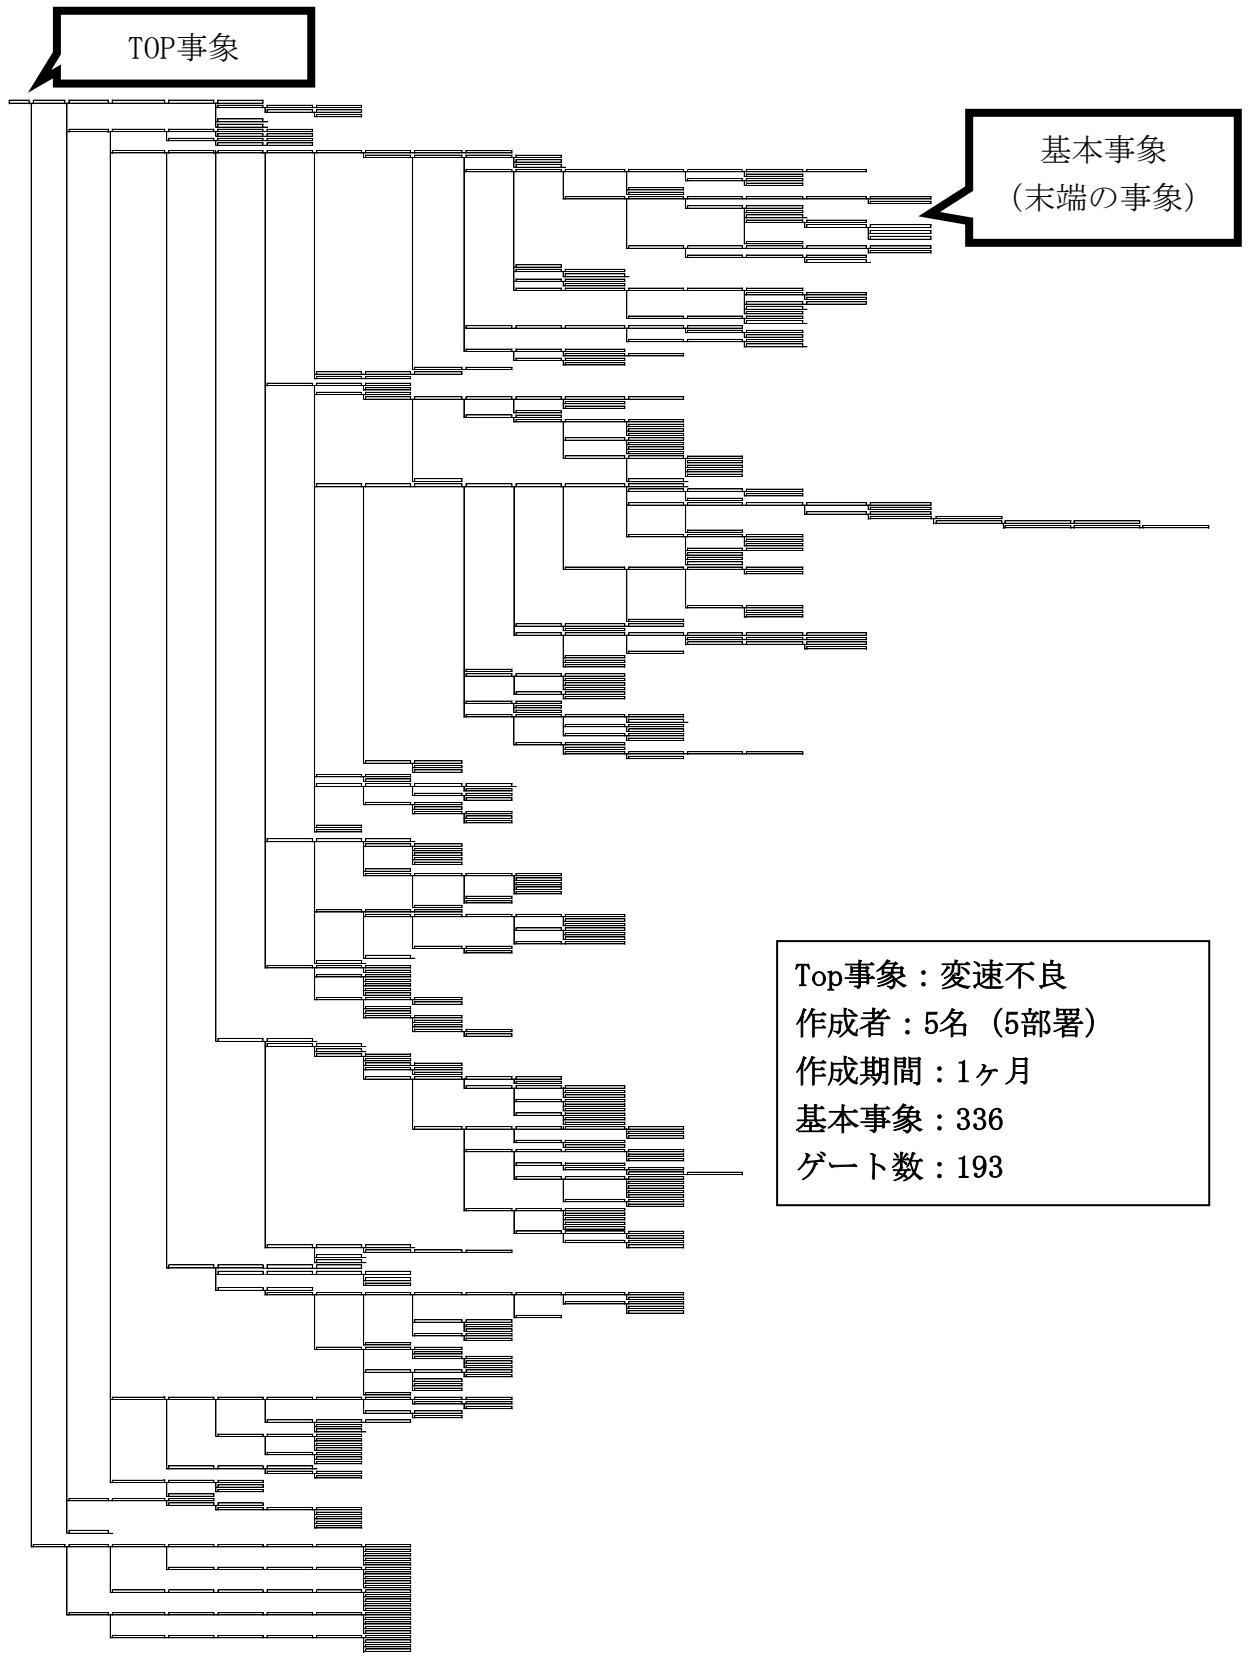 TOP事象
基本事象
(末端の事象)
Top事象：変速不良
作成者：5名 (5部署)
作成期間：1ヶ月
基本事象：336
ゲート数：193